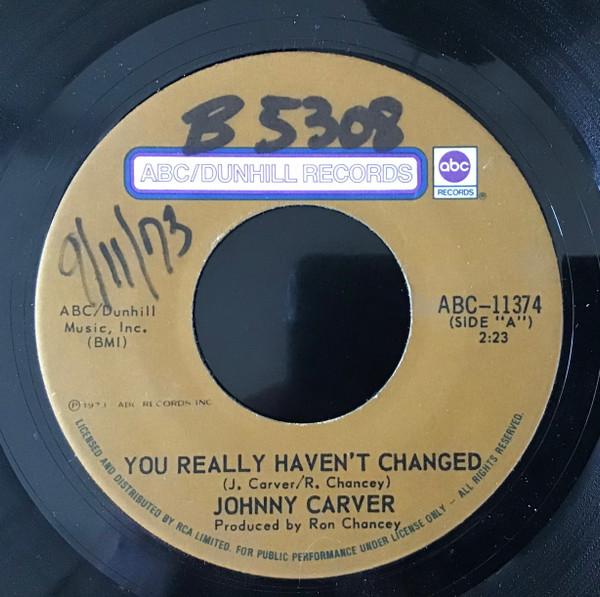 B 5308
ABC/DUNHILL RECORDS
abc
RECORDS
9/11/73
ABC/Dunhill
Music, Inc.
(BMI)
ABC-11374
(SIDE "A")
2:23
Ⓟ 1973 ABC RECORDS INC.
YOU REALLY HAVEN'T CHANGED
(J. Carver/R. Chancey)
JOHNNY CARVER
Produced by Ron Chancey
LICENSED AND DISTRIBUTED BY RCA LIMITED. FOR PUBLIC PERFORMANCE UNDER LICENSE ONLY – ALL RIGHTS RESERVED.